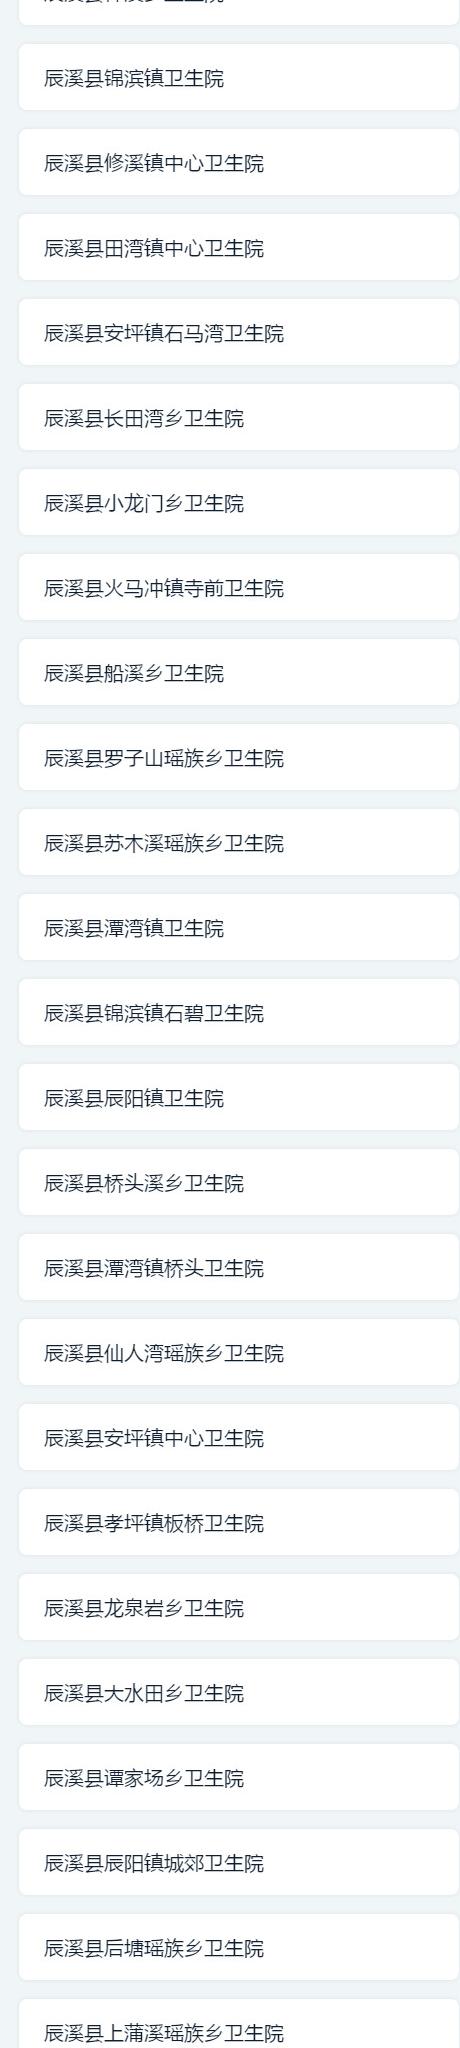 辰溪县锦滨镇卫生院
辰溪县修溪镇中心卫生院
辰溪县田湾镇中心卫生院
辰溪县安坪镇石马湾卫生院
辰溪县长田湾乡卫生院
辰溪县小龙门乡卫生院
辰溪县火马冲镇寺前卫生院
辰溪县船溪乡卫生院
辰溪县罗子山瑶族乡卫生院
辰溪县苏木溪瑶族乡卫生院
辰溪县潭湾镇卫生院
辰溪县锦滨镇石碧卫生院
辰溪县辰阳镇卫生院
辰溪县桥头溪乡卫生院
辰溪县潭湾镇桥头卫生院
辰溪县仙人湾瑶族乡卫生院
辰溪县安坪镇中心卫生院
辰溪县孝坪镇板桥卫生院
辰溪县龙泉岩乡卫生院
辰溪县大水田乡卫生院
辰溪县谭家场乡卫生院
辰溪县辰阳镇城郊卫生院
辰溪县后塘瑶族乡卫生院
辰溪县上蒲溪瑶族乡卫生院